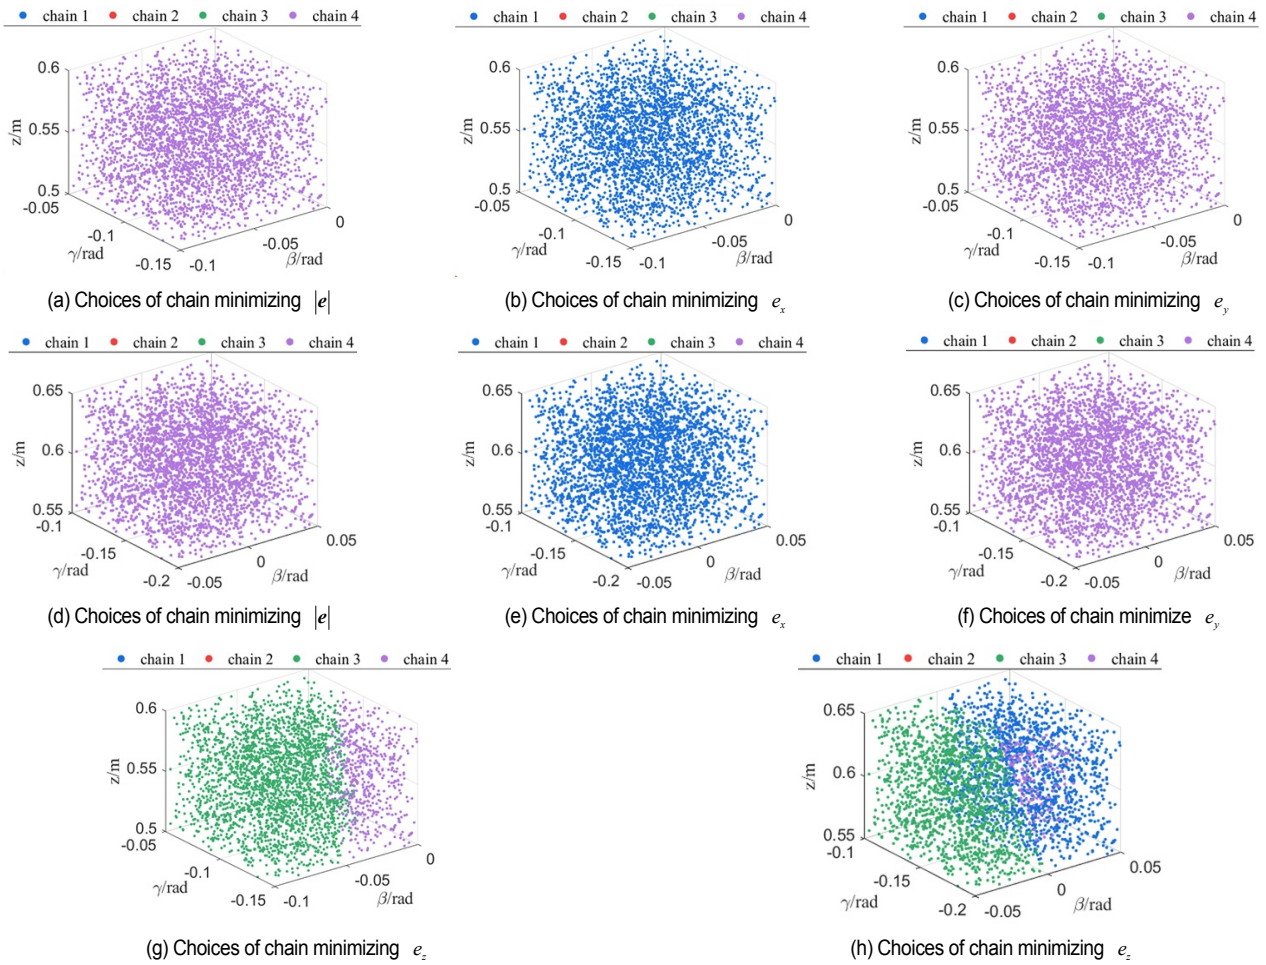 chain 1 chain 2 chain 3 chain 4
0.6
0.55
0.5
z/m
-0.05
-0.1
-0.15
γ/rad
-0.1
-0.05
0
β/rad
(a) Choices of chain minimizing |e|
chain 1 chain 2 chain 3 chain 4
0.6
0.55
0.5
z/m
-0.05
-0.1
-0.15
γ/rad
-0.1
-0.05
0
β/rad
(b) Choices of chain minimizing e_x
chain 1 chain 2 chain 3 chain 4
0.6
0.55
0.5
z/m
-0.05
-0.1
-0.15
γ/rad
-0.1
-0.05
0
β/rad
(c) Choices of chain minimizing e_y
chain 1 chain 2 chain 3 chain 4
0.65
0.6
0.55
z/m
-0.1
-0.15
-0.2
γ/rad
-0.05
0
0.05
β/rad
(d) Choices of chain minimizing |e|
chain 1 chain 2 chain 3 chain 4
0.65
0.6
0.55
z/m
-0.1
-0.15
-0.2
γ/rad
-0.05
0
0.05
β/rad
(e) Choices of chain minimizing e_x
chain 1 chain 2 chain 3 chain 4
0.65
0.6
0.55
z/m
-0.1
-0.15
-0.2
γ/rad
-0.05
0
0.05
β/rad
(f) Choices of chain minimize e_y
chain 1 chain 2 chain 3 chain 4
0.6
0.55
0.5
z/m
-0.05
-0.1
-0.15
γ/rad
-0.1
-0.05
0
β/rad
(g) Choices of chain minimizing e_z
chain 1 chain 2 chain 3 chain 4
0.65
0.6
0.55
z/m
-0.1
-0.15
-0.2
γ/rad
-0.05
0
0.05
β/rad
(h) Choices of chain minimizing e_z